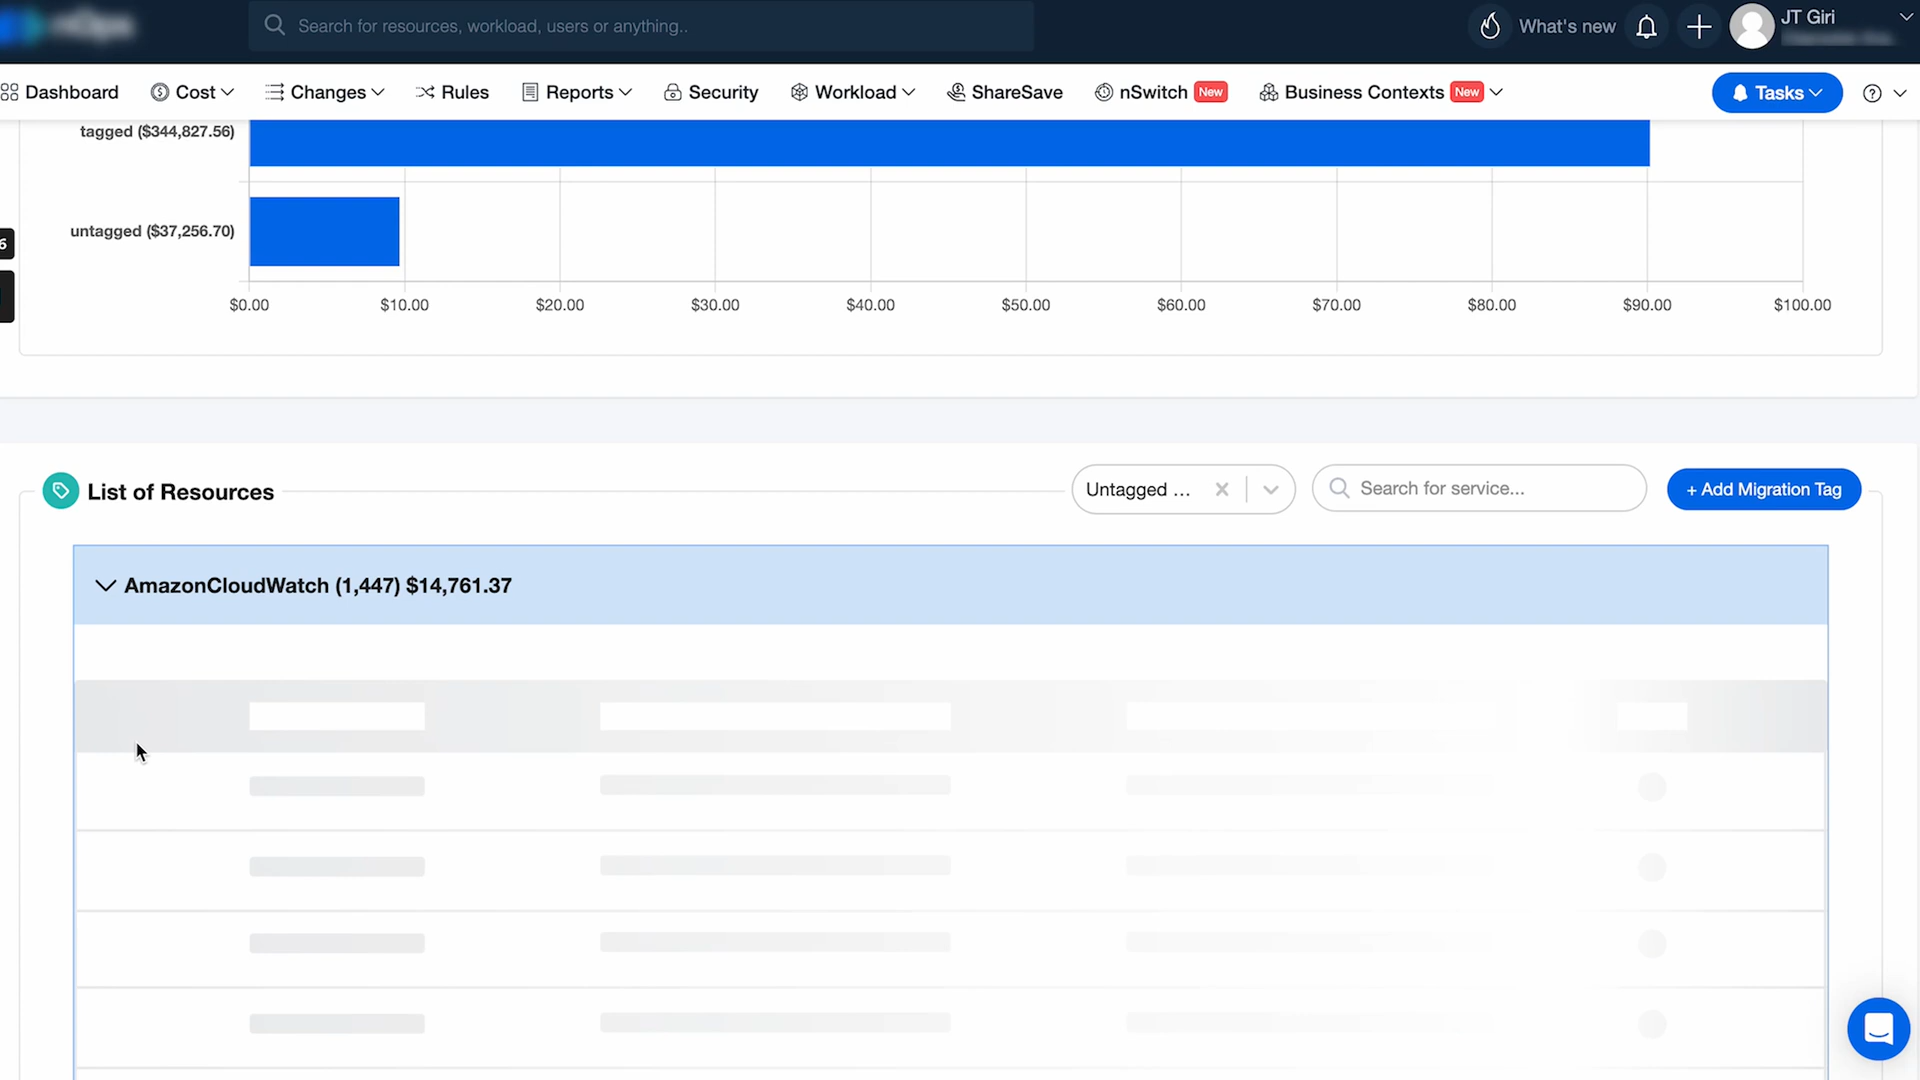 nOps
Search for resources, workload, users or anything..
What's new
JT Giri
Dashboard
Cost
Changes
Rules
Reports
Security
Workload
ShareSave
nSwitch New
Business Contexts New
Tasks
?
tagged ($344,827.56)
untagged ($37,256.70)
6
$0.00 $10.00 $20.00 $30.00 $40.00 $50.00 $60.00 $70.00 $80.00 $90.00 $100.00
List of Resources
Untagged ...
Search for service...
+ Add Migration Tag
AmazonCloudWatch (1,447) $14,761.37